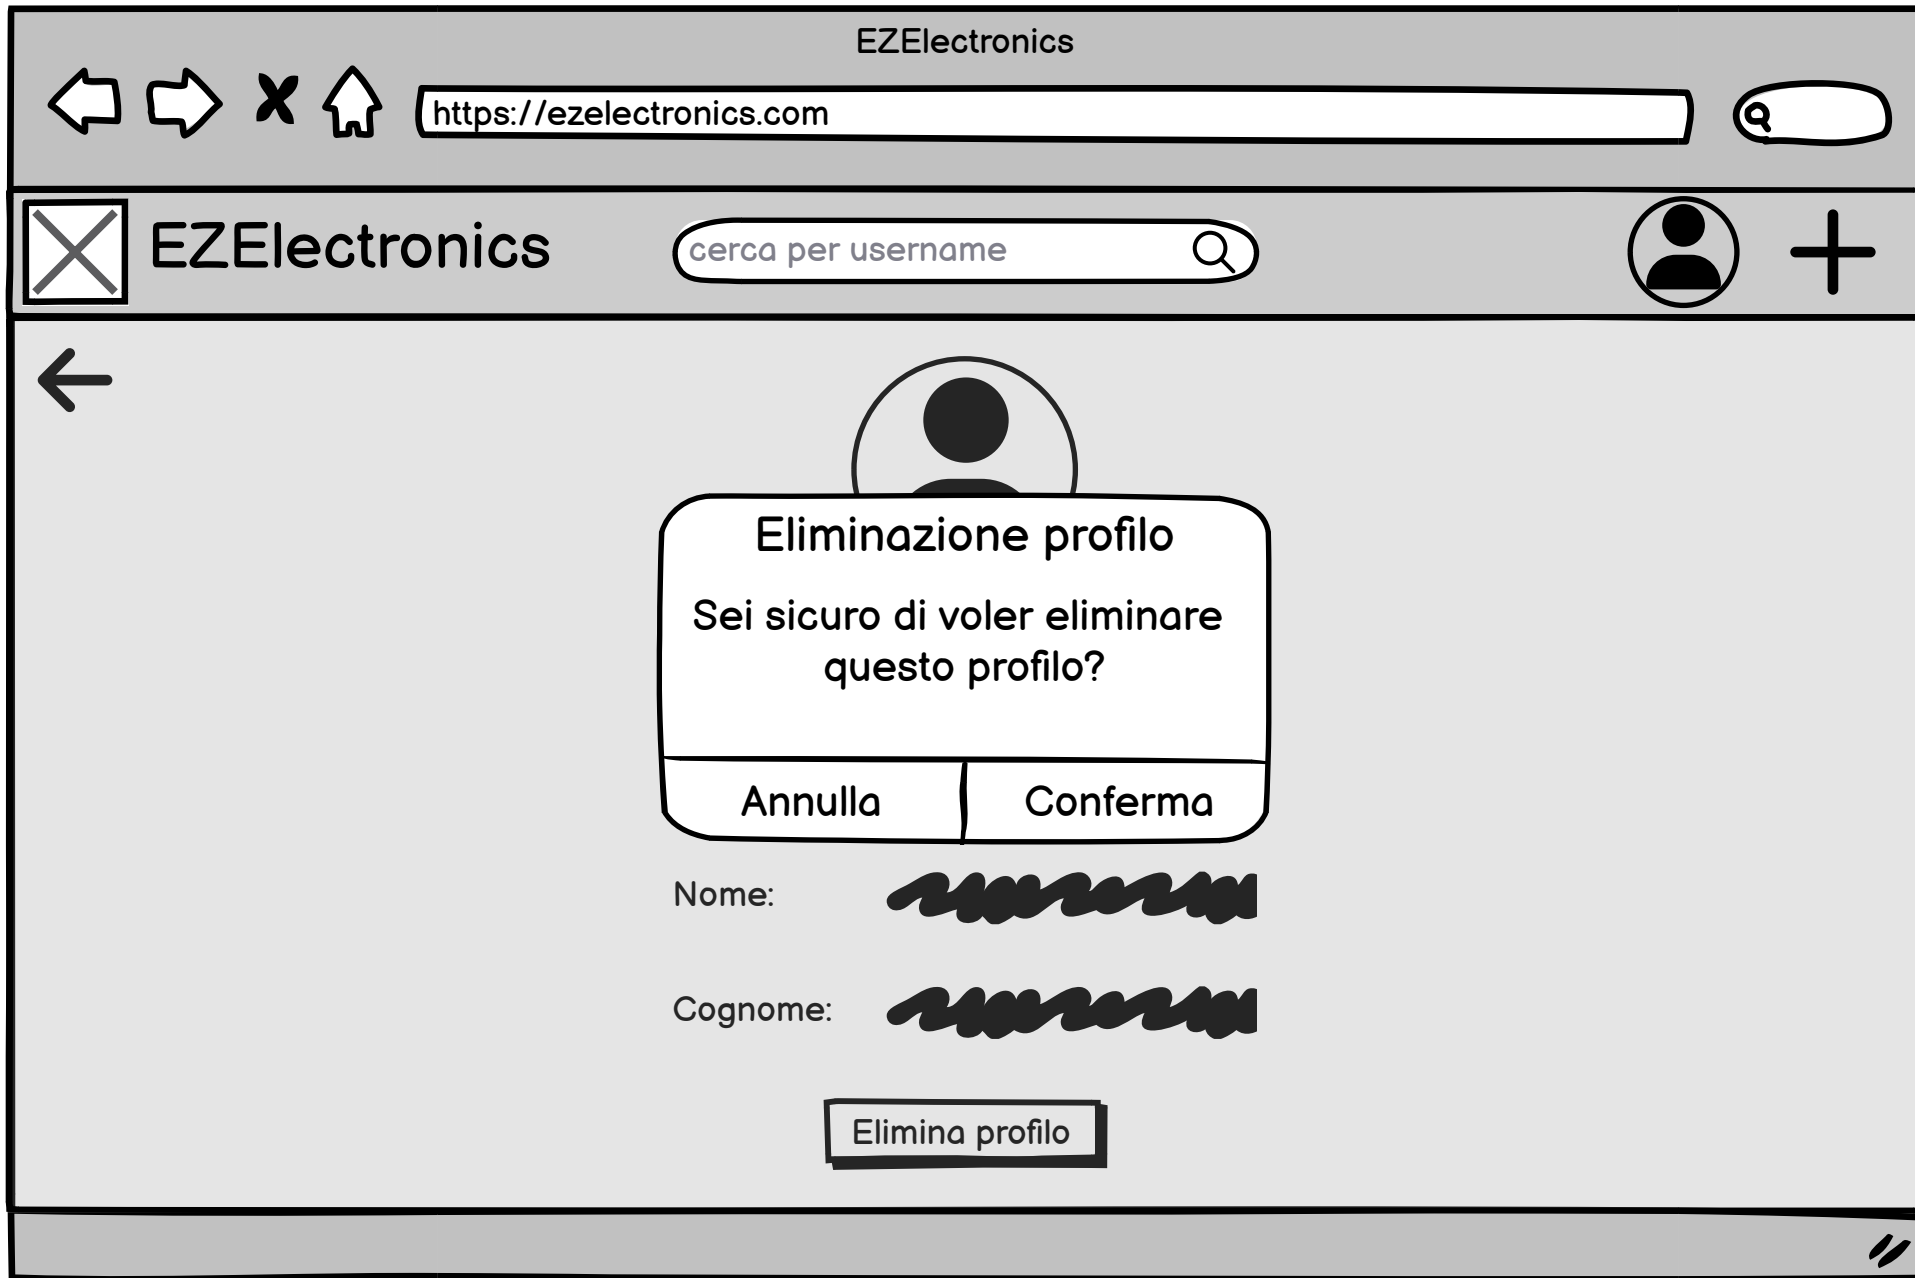 EZElectronics
https://ezelectronics.com
EZElectronics
cerca per username
Eliminazione profilo
Sei sicuro di voler eliminare
questo profilo?
Annulla
Conferma
Nome:
Cognome:
Elimina profilo